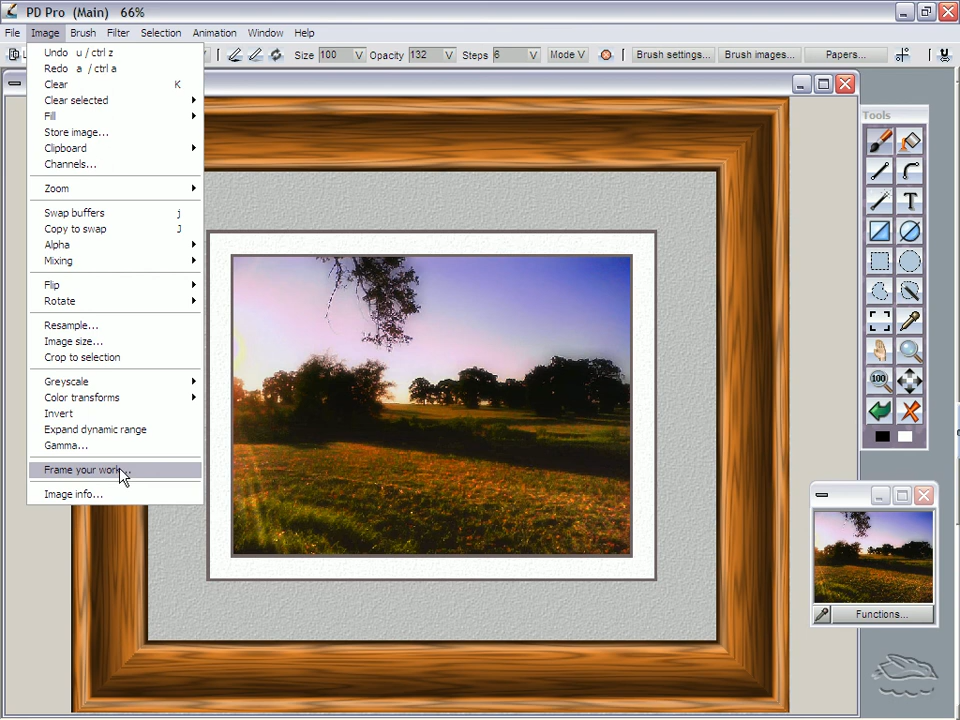 PD Pro (Main) 66%
File Image Brush Filter Selection Animation Window Help
Size 100 V Opacity 132 V Steps 6 V Mode V Brush settings... Brush images... Papers...
Undo u / ctrl z
Redo a / ctrl a
Clear K
Clear selected
Fill
Store image...
Clipboard
Channels...
Zoom
Swap buffers j
Copy to swap J
Alpha
Mixing
Flip
Rotate
Resample...
Image size...
Crop to selection
Greyscale
Color transforms
Invert
Expand dynamic range
Gamma...
Frame your work...
Image info...
Tools
T
100
Functions...